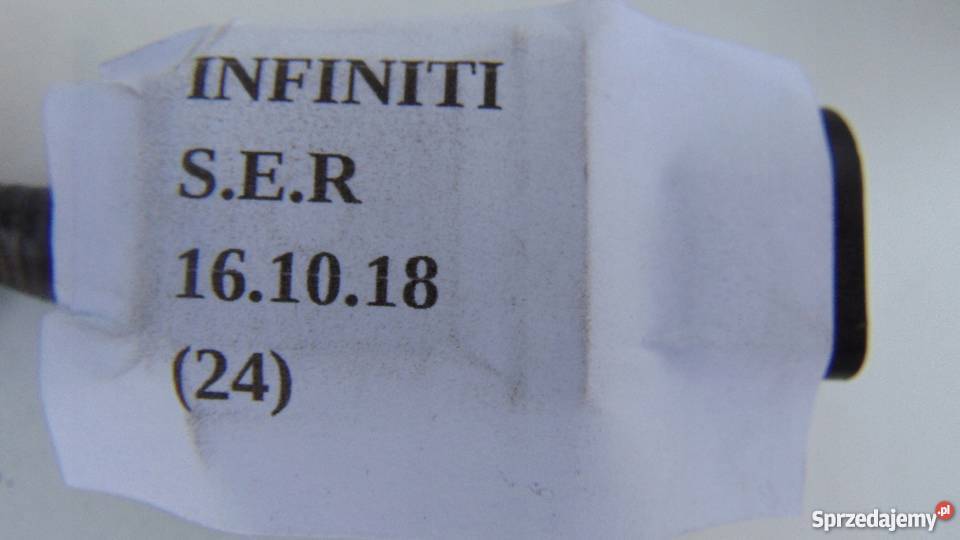 INFINITI
S.E.R
16.10.18
(24)
Sprzedajemy.pl